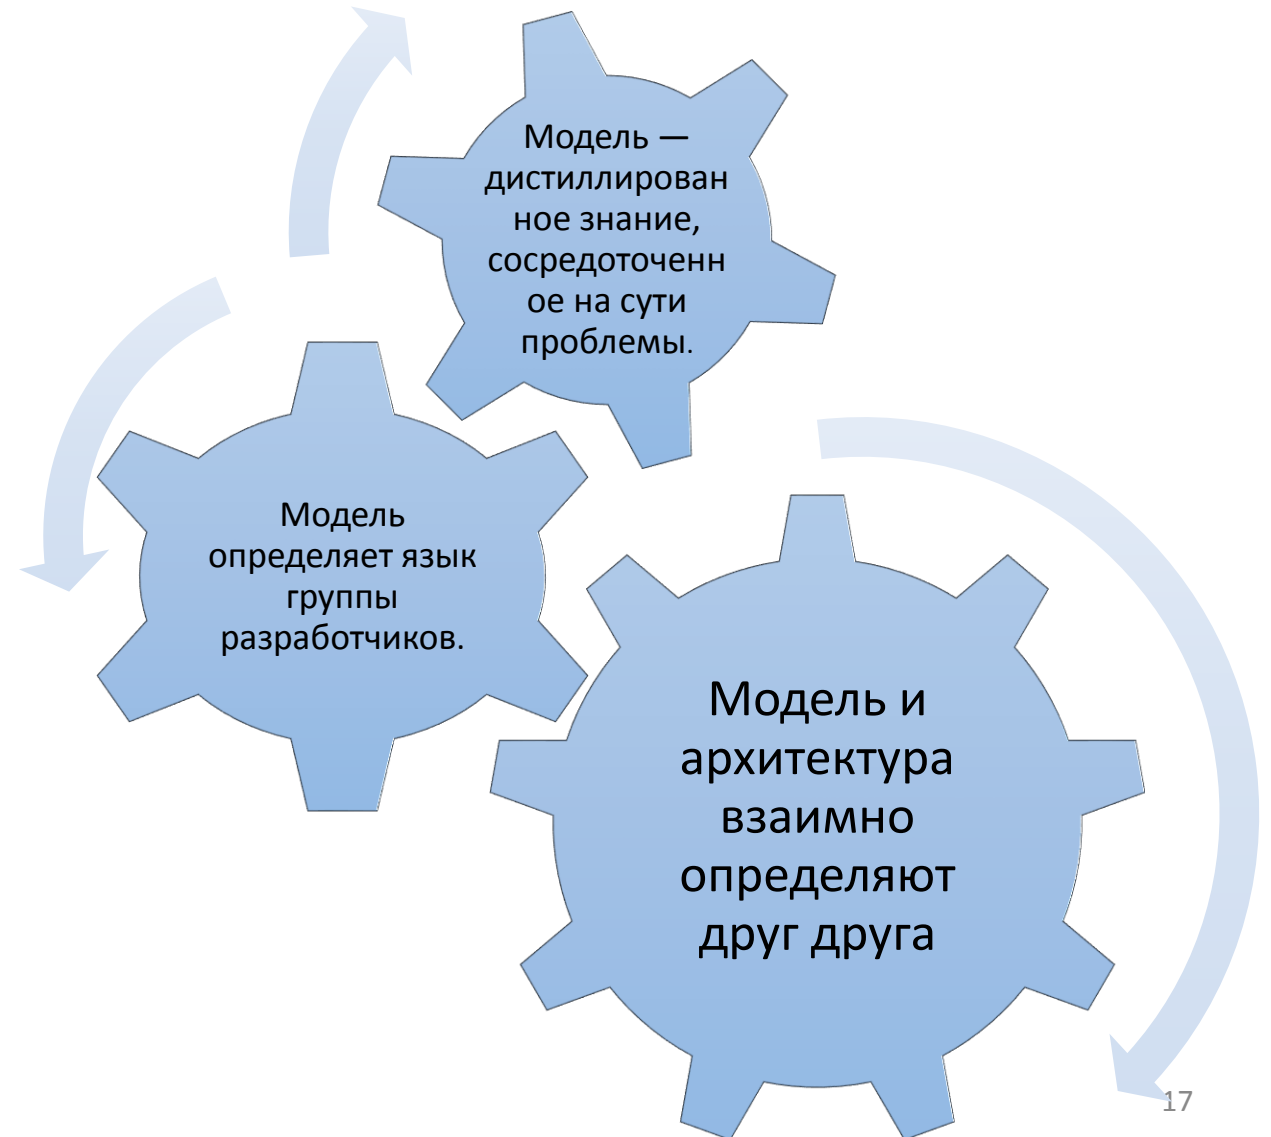 Модель —
дистиллирован
ное знание,
сосредоточенн
ое на сути
проблемы.
Модель
определяет язык
группы
разработчиков.
Модель и
архитектура
взаимно
определяют
друг друга
17